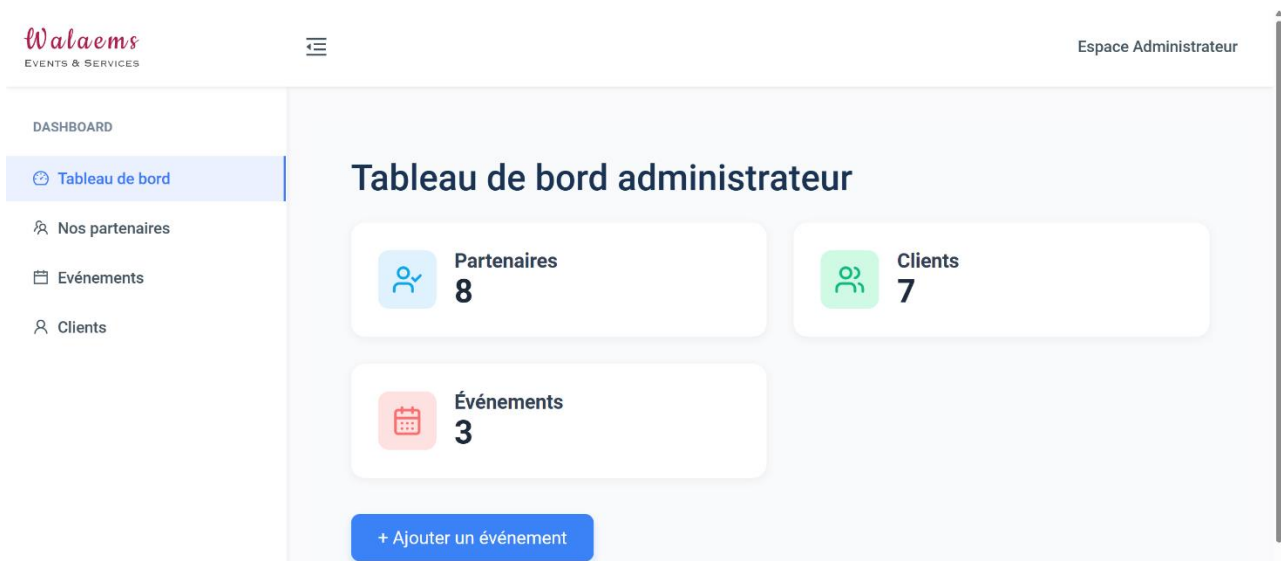 Walaems
EVENTS & SERVICES
Espace Administrateur
DASHBOARD
Tableau de bord
Nos partenaires
Evénements
Clients
Tableau de bord administrateur
Partenaires
8
Clients
7
Événements
3
+ Ajouter un événement